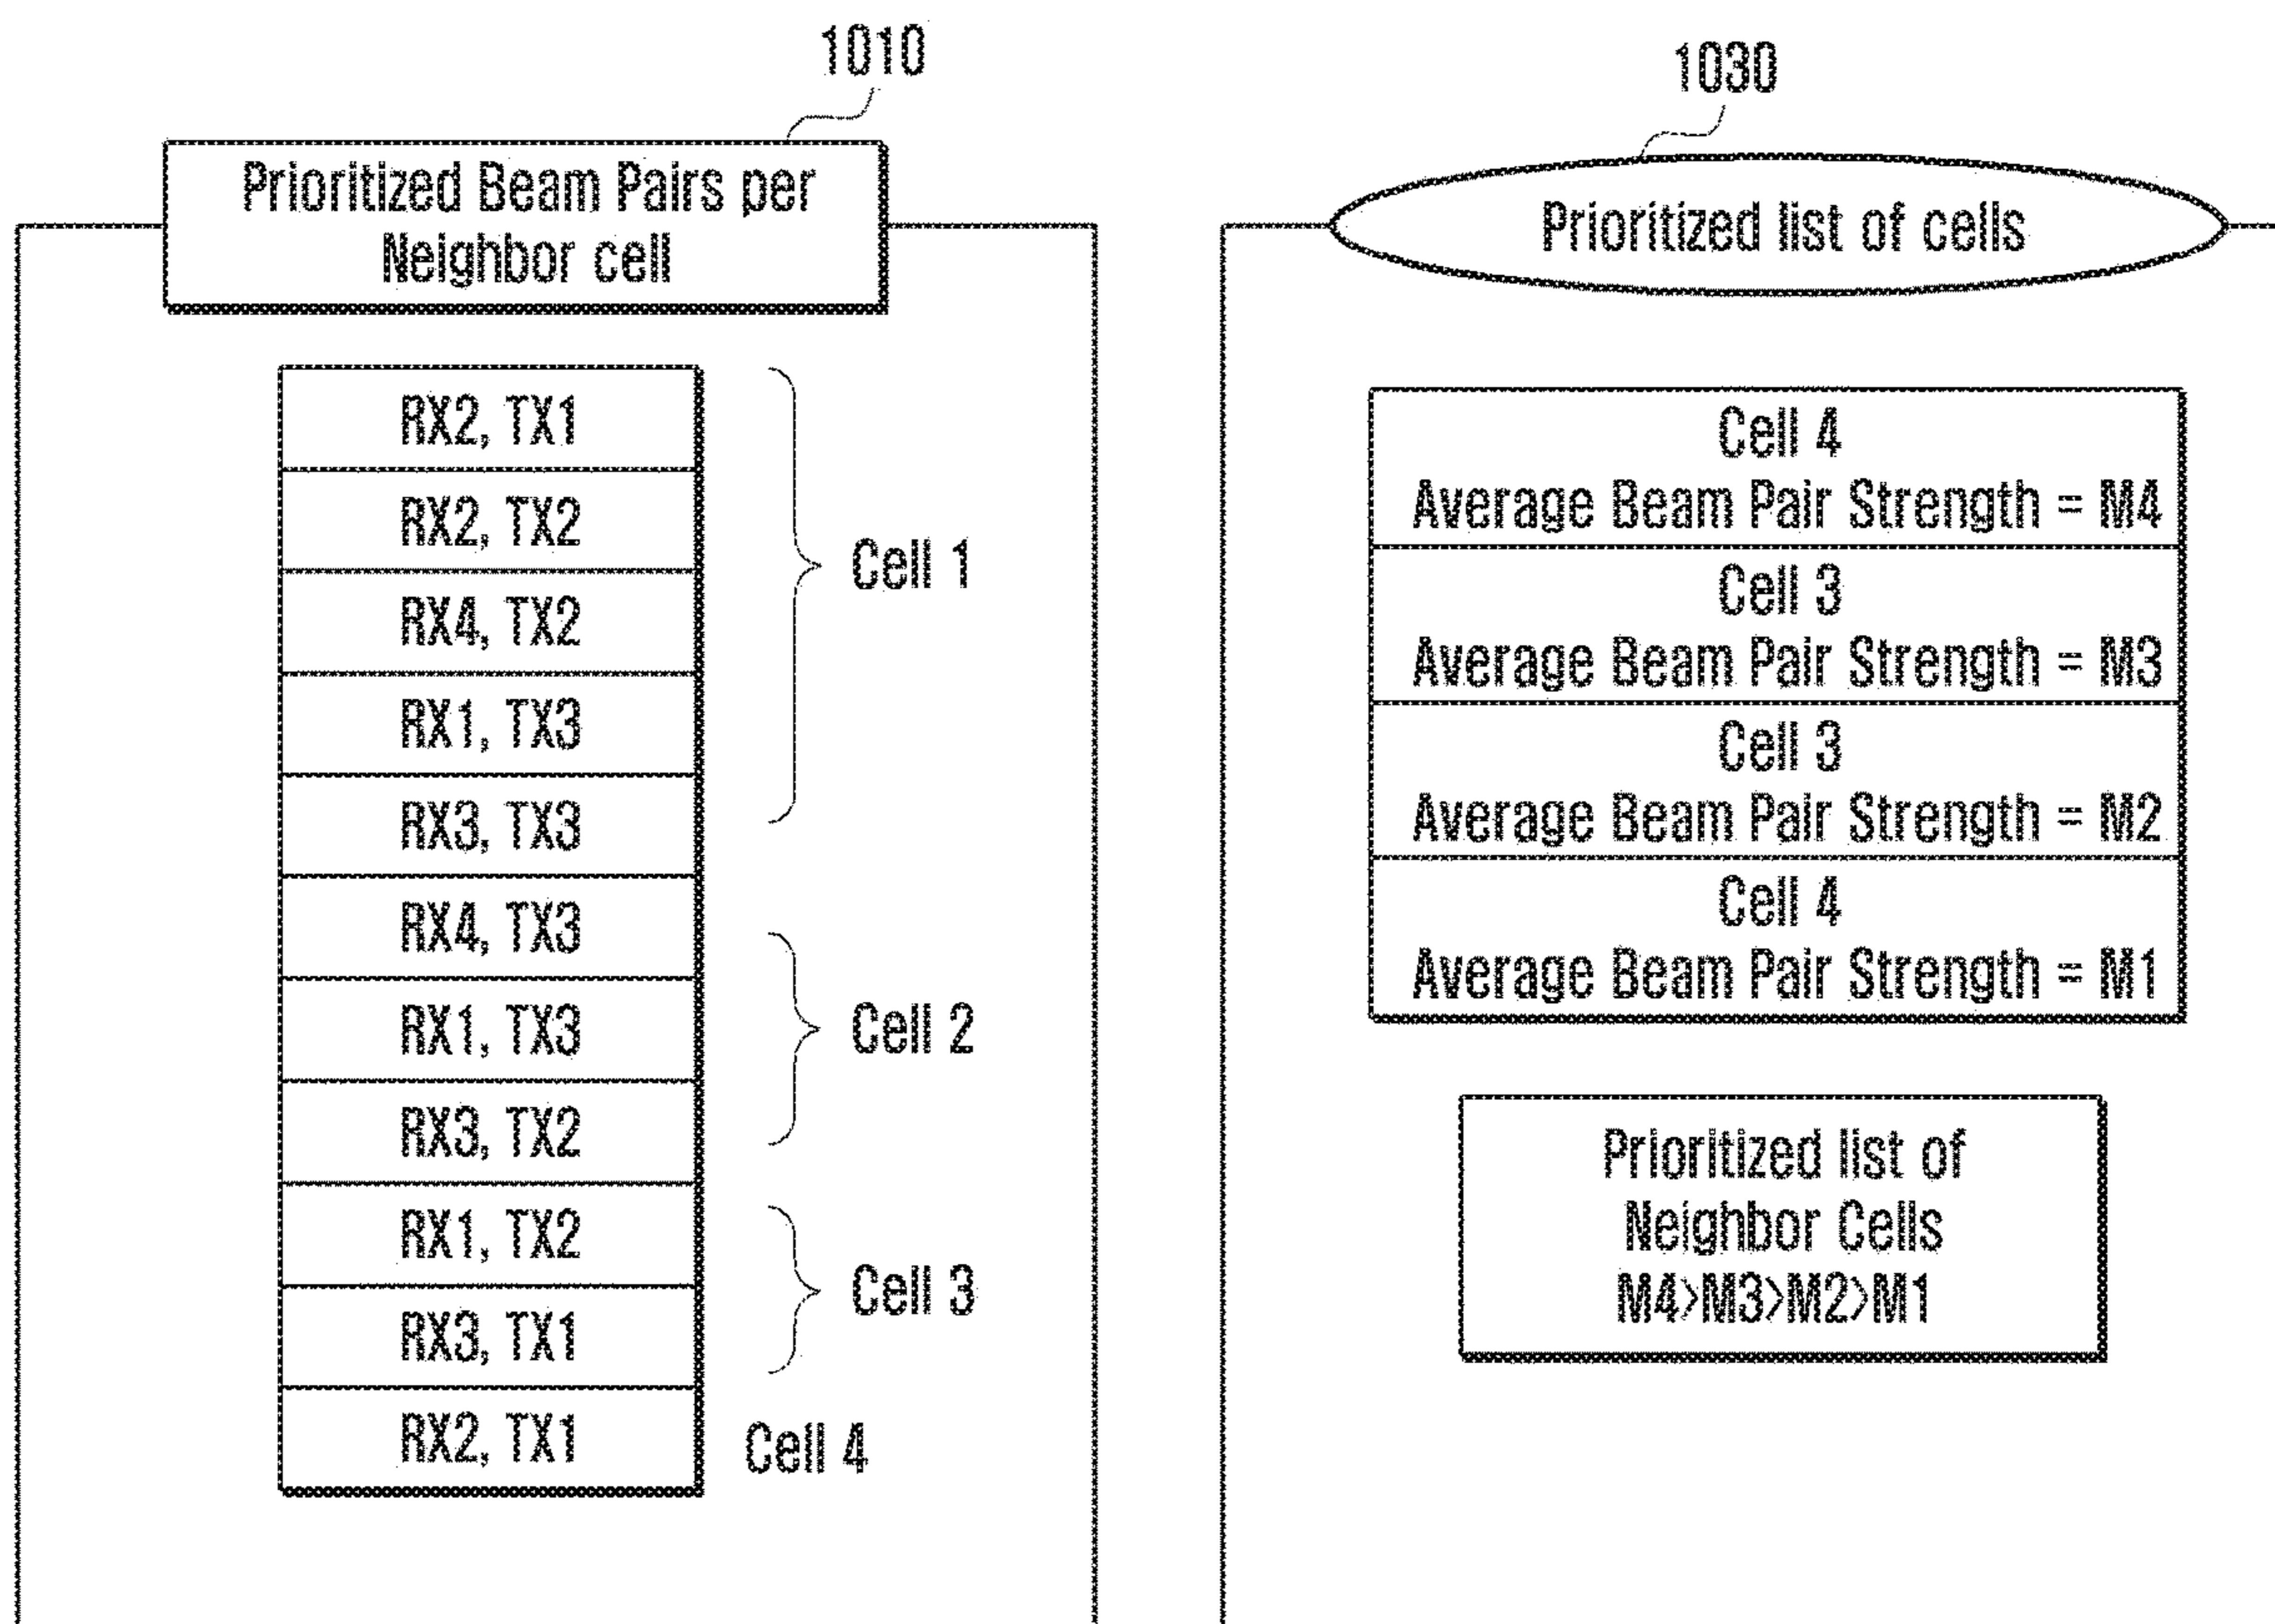 1010
Prioritized Beam Pairs per
Neighbor cell
RX2, TX1
RX2, TX2
RX4, TX2
RX1, TX3
RX3, TX3
Cell 1
RX4, TX3
RX1, TX3
RX3, TX2
Cell 2
RX1, TX2
RX3, TX1
Cell 3
RX2, TX1
Cell 4
1030
Prioritized list of cells
Cell 4
Average Beam Pair Strength = M4
Cell 3
Average Beam Pair Strength = M3
Cell 3
Average Beam Pair Strength = M2
Cell 4
Average Beam Pair Strength = M1
Prioritized list of
Neighbor Cells
M4>M3>M2>M1